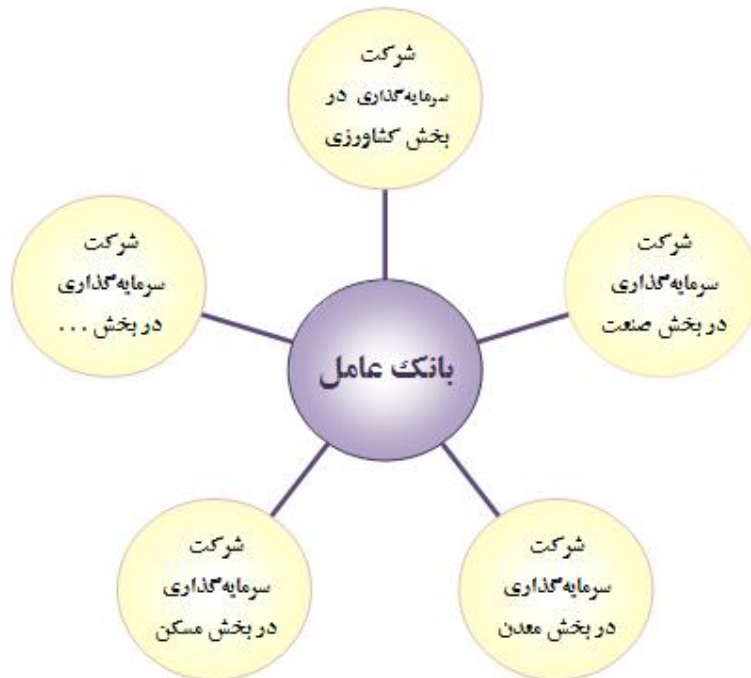 شرکت
سرمایه‌گذاری در
بخش کشاورزی
شرکت
سرمایه‌گذاری
در بخش صنعت
شرکت
سرمایه‌گذاری
در بخش ...
بانک عامل
شرکت
سرمایه‌گذاری
در بخش معدن
شرکت
سرمایه‌گذاری
در بخش مسکن